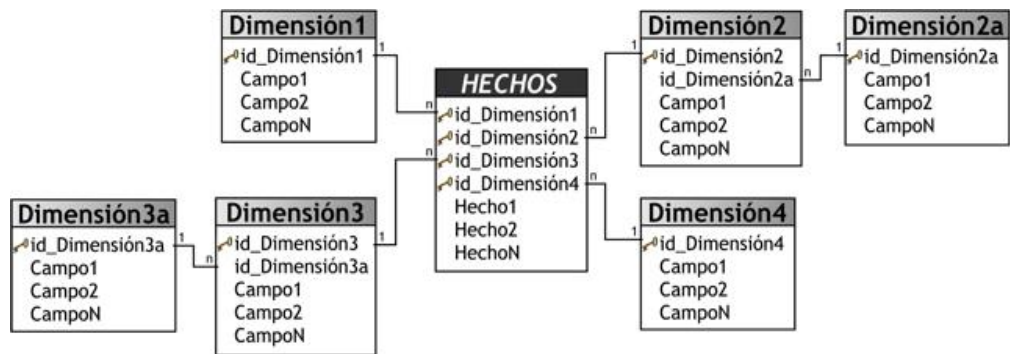 Dimensión1
id_Dimensión1
Campo1
Campo2
CampoN
1
n
HECHOS
id_Dimensión1
id_Dimensión2
id_Dimensión3
id_Dimensión4
Hecho1
Hecho2
HechoN
n
n
n
Dimensión2
id_Dimensión2
id_Dimensión2a
Campo1
Campo2
CampoN
1
n
Dimensión2a
id_Dimensión2a
Campo1
Campo2
CampoN
1
Dimensión3a
id_Dimensión3a
Campo1
Campo2
CampoN
1
n
Dimensión3
id_Dimensión3
id_Dimensión3a
Campo1
Campo2
CampoN
1
Dimensión4
id_Dimensión4
Campo1
Campo2
CampoN
1